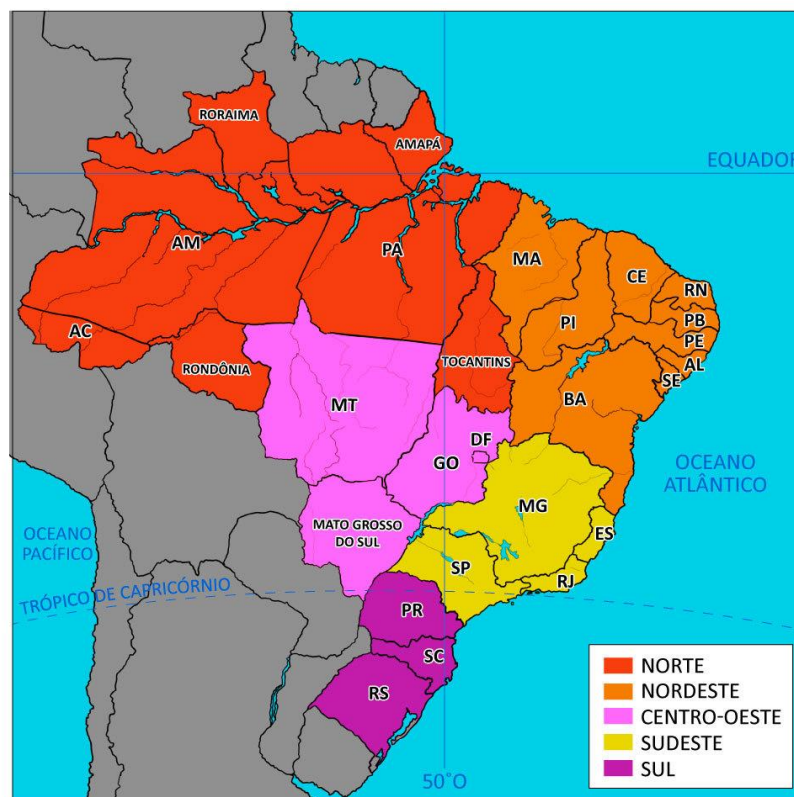 RORAIMA
AMAPÁ
EQUADOR
AM
PA
MA
CE
RN
PB
PI
PE
AL
AC
RONDÔNIA
TOCANTINS
SE
MT
BA
DF
GO
OCEANO
ATLÂNTICO
MG
MATO GROSSO
DO SUL
OCEANO
PACÍFICO
ES
SP
RJ
TRÓPICO DE CAPRICÓRNIO
PR
SC
RS
NORTE
NORDESTE
CENTRO-OESTE
SUDESTE
SUL
50°O